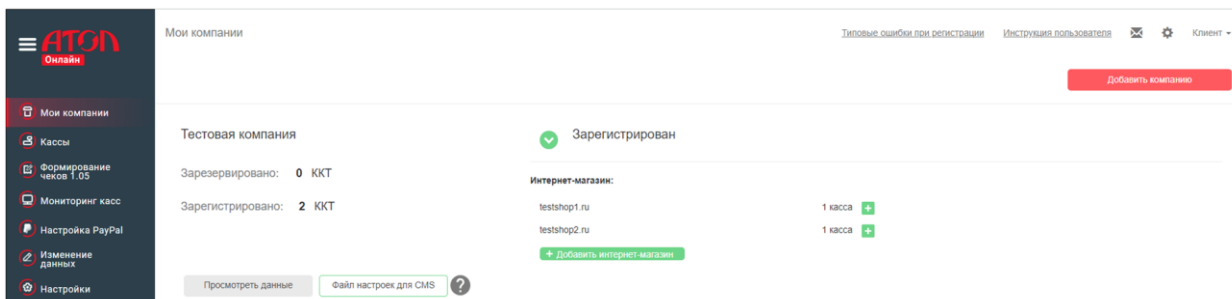 АТОЛ
Онлайн
Мои компании
Типовые ошибки при регистрации
Инструкция пользователя
Клиент
Добавить компанию
Мои компании
Кассы
Формирование
чеков 1.05
Мониторинг касс
Настройка PayPal
Изменение
данных
Настройки
Тестовая компания
Зарезервировано: 0 ККТ
Зарегистрировано: 2 ККТ
Просмотреть данные
Файл настроек для CMS
?
Зарегистрирован
Интернет-магазин:
testshop1.ru 1 касса +
testshop2.ru 1 касса +
+ Добавить интернет-магазин